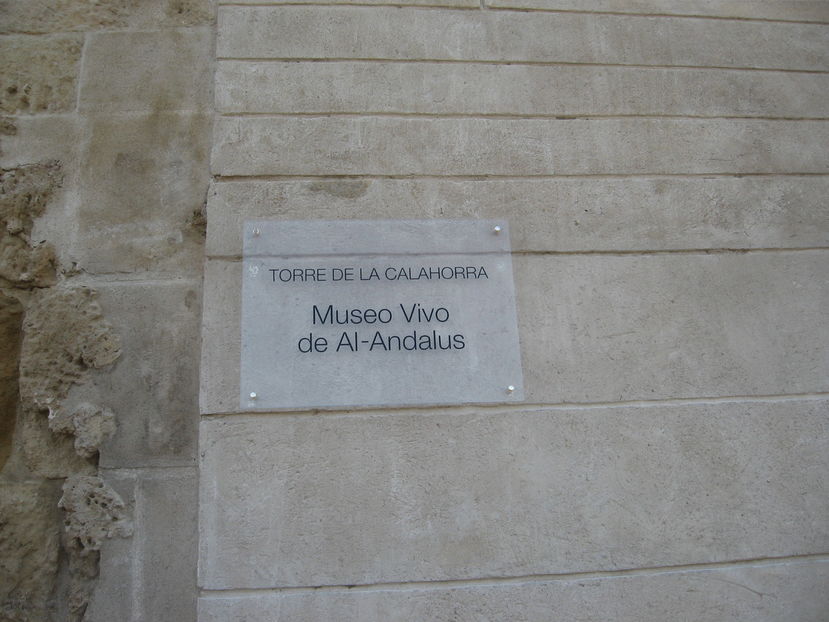 TORRE DE LA CALAHORRA
Museo Vivo
de Al-Andalus